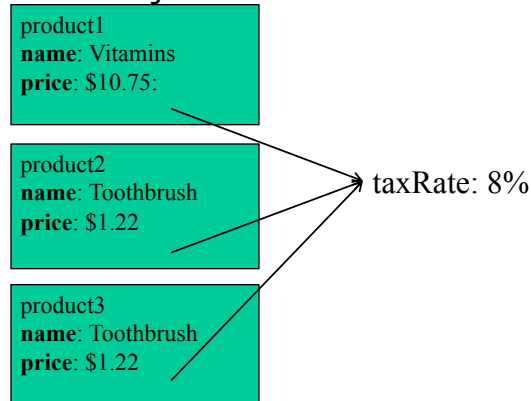 product1
name: Vitamins
price: $10.75:
product2
name: Toothbrush
price: $1.22
taxRate: 8%
product3
name: Toothbrush
price: $1.22